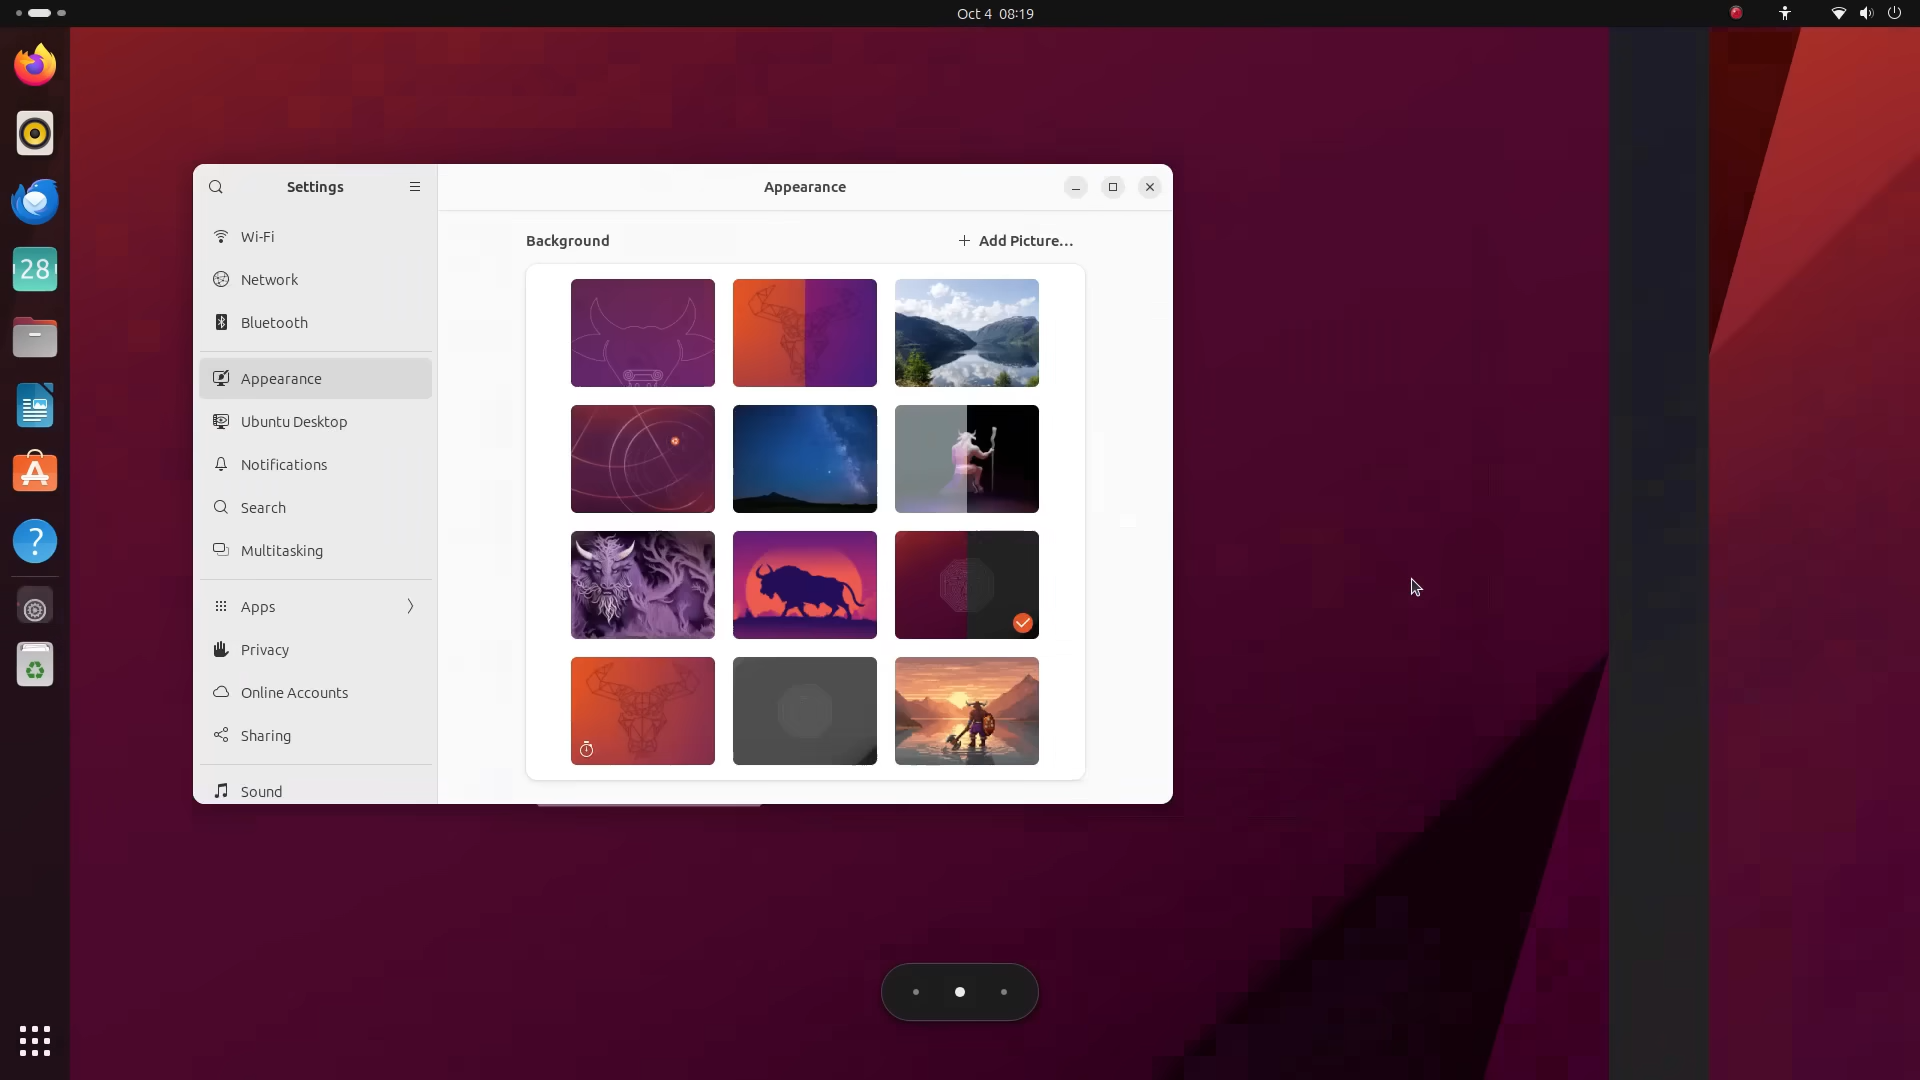 Oct 4 08:19
28
Settings
Appearance
Wi-Fi
Network
Bluetooth
Appearance
Ubuntu Desktop
Notifications
Search
Multitasking
Apps
Privacy
Online Accounts
Sharing
Sound
Background
+ Add Picture...
?